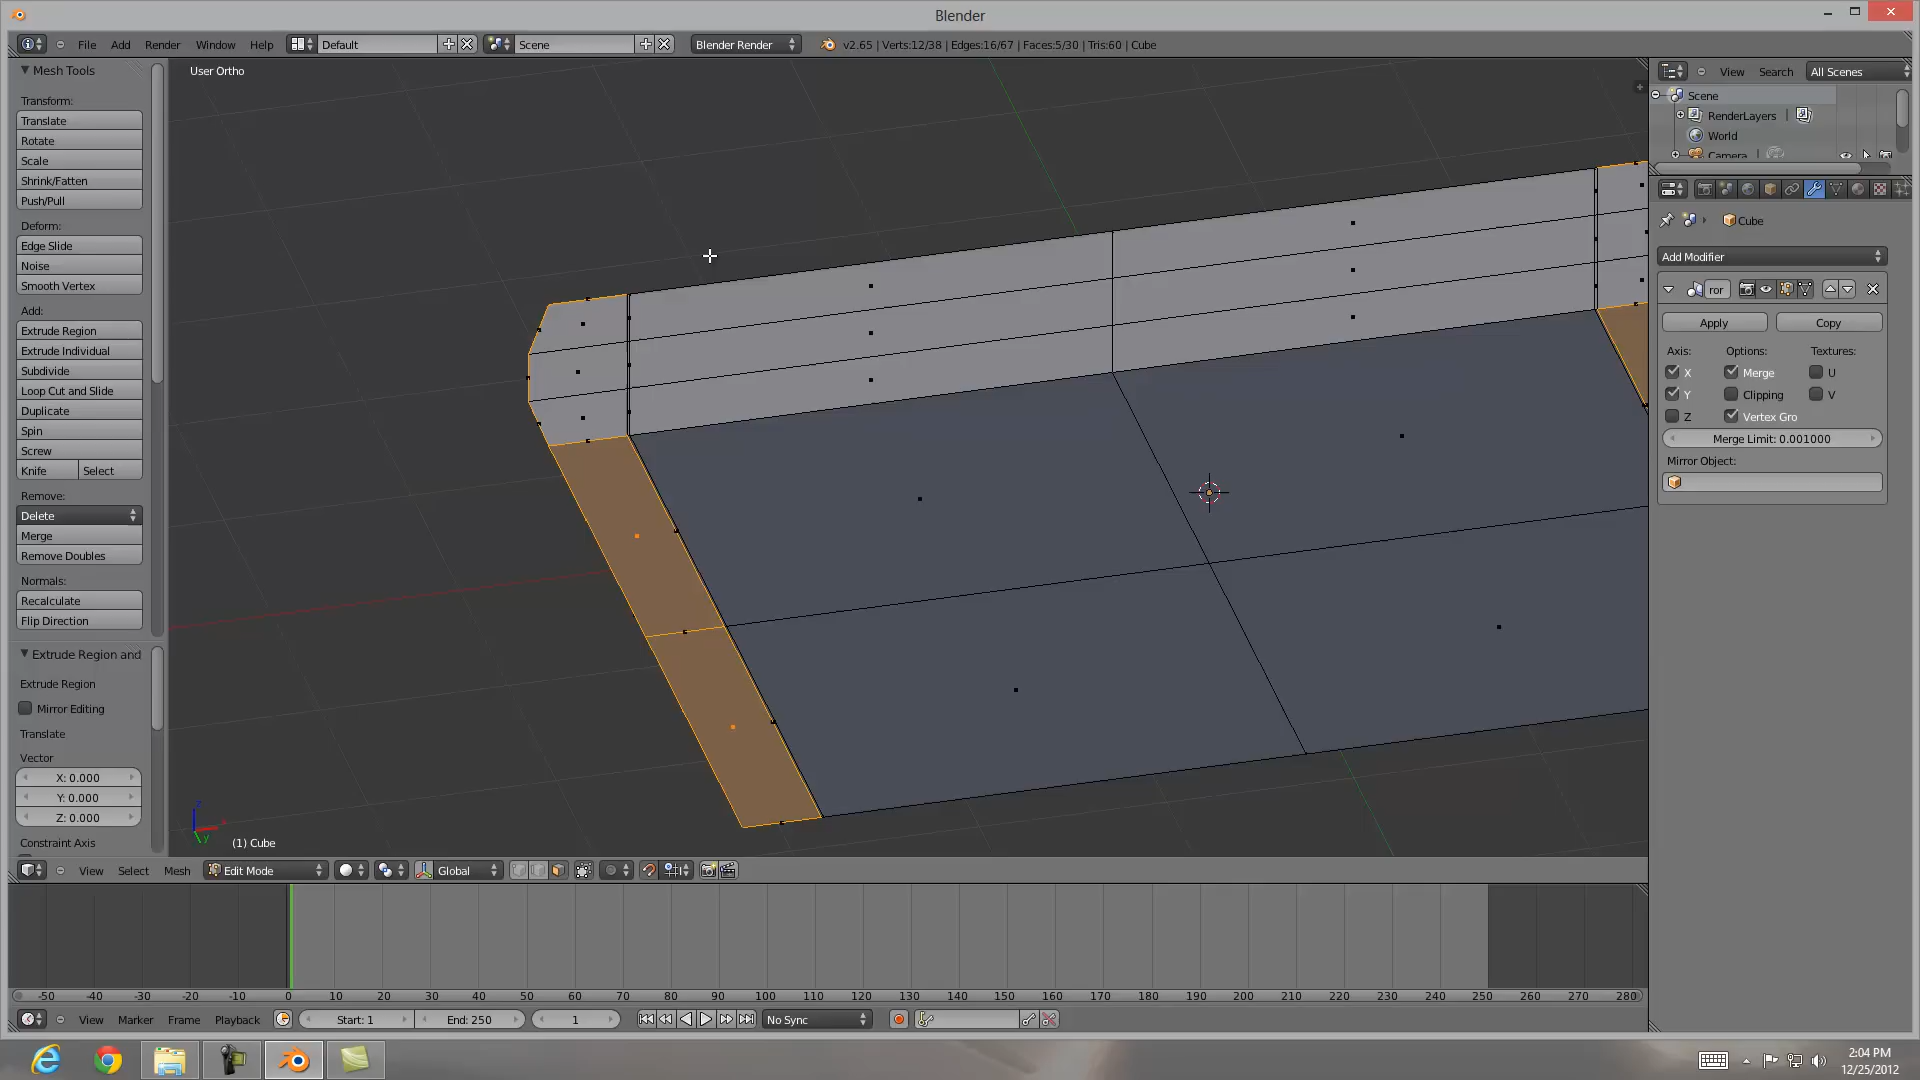 Blender
File Add Render Window Help Default Scene Blender Render v2.65 | Verts:12/38 | Edges:16/67 | Faces:5/30 | Tris:60 | Cube
Mesh Tools
Transform:
Translate
Rotate
Scale
Shrink/Fatten
Push/Pull
Deform:
Edge Slide
Noise
Smooth Vertex
Add:
Extrude Region
Extrude Individual
Subdivide
Loop Cut and Slide
Duplicate
Spin
Screw
Knife Select
Remove:
Delete
Merge
Remove Doubles
Normals:
Recalculate
Flip Direction
Extrude Region and
Extrude Region
Mirror Editing
Translate
Vector
X: 0.000
Y: 0.000
Z: 0.000
Constraint Axis
User Ortho
z
x
y
(1) Cube
View Search All Scenes
Scene
RenderLayers
World
Camera
Cube
Add Modifier
ror
Apply Copy
Axis: Options: Textures:
X Merge U
Y Clipping V
Z Vertex Gro
Merge Limit: 0.001000
Mirror Object:
View Select Mesh Edit Mode Global
-50 -40 -30 -20 -10 0 10 20 30 40 50 60 70 80 90 100 110 120 130 140 150 160 170 180 190 200 210 220 230 240 250 260 270 280
View Marker Frame Playback Start: 1 End: 250 1 No Sync
2:04 PM
12/25/2012